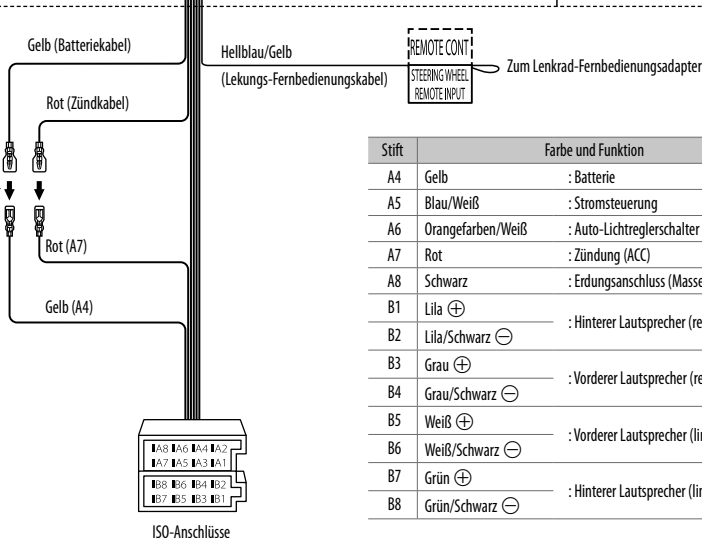 Gelb (Batteriekabel)
Rot (Zündkabel)
Rot (A7)
Gelb (A4)
Hellblau/Gelb
(Lekungs-Fernbedienungskabel)
REMOTE CONT
STEERING WHEEL
REMOTE INPUT
Zum Lenkrad-Fernbedienungsadapter
Stift Farbe und Funktion
A4 Gelb : Batterie
A5 Blau/Weiß : Stromsteuerung
A6 Orangefarben/Weiß : Auto-Lichtreglerschalter
A7 Rot : Zündung (ACC)
A8 Schwarz : Erdungsanschluss (Masse
B1 Lila ⊕
: Hinterer Lautsprecher (re
B2 Lila/Schwarz ⊖
B3 Grau ⊕
: Vorderer Lautsprecher (re
B4 Grau/Schwarz ⊖
B5 Weiß ⊕
: Vorderer Lautsprecher (lin
B6 Weiß/Schwarz ⊖
B7 Grün ⊕
: Hinterer Lautsprecher (lin
B8 Grün/Schwarz ⊖
A8 A6 A4 A2
A7 A5 A3 A1
B8 B6 B4 B2
B7 B5 B3 B1
ISO-Anschlüsse